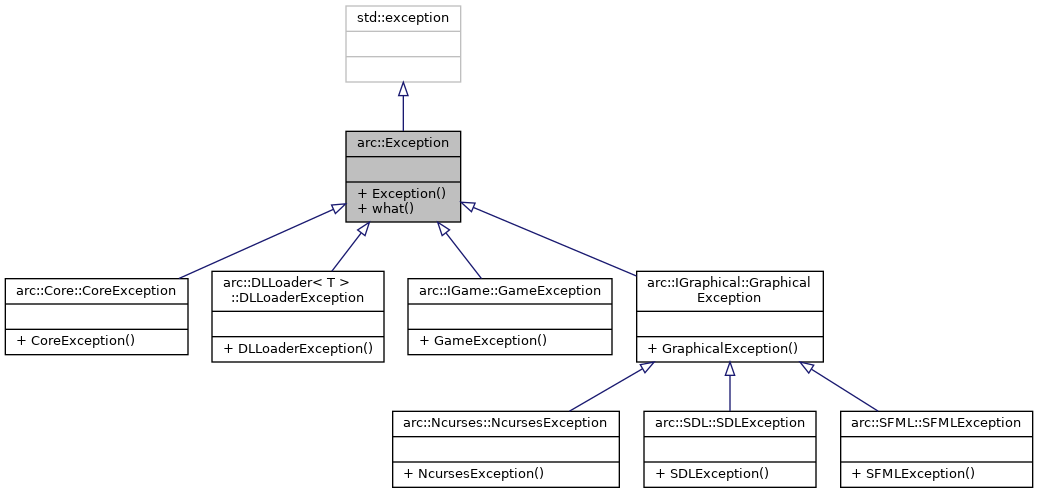 std::exception
arc::Exception
+ Exception()
+ what()
arc::Core::CoreException
+ CoreException()
arc::DLLoader< T >
::DLLoaderException
+ DLLoaderException()
arc::IGame::GameException
+ GameException()
arc::IGraphical::Graphical
Exception
+ GraphicalException()
arc::Ncurses::NcursesException
+ NcursesException()
arc::SDL::SDLException
+ SDLException()
arc::SFML::SFMLException
+ SFMLException()